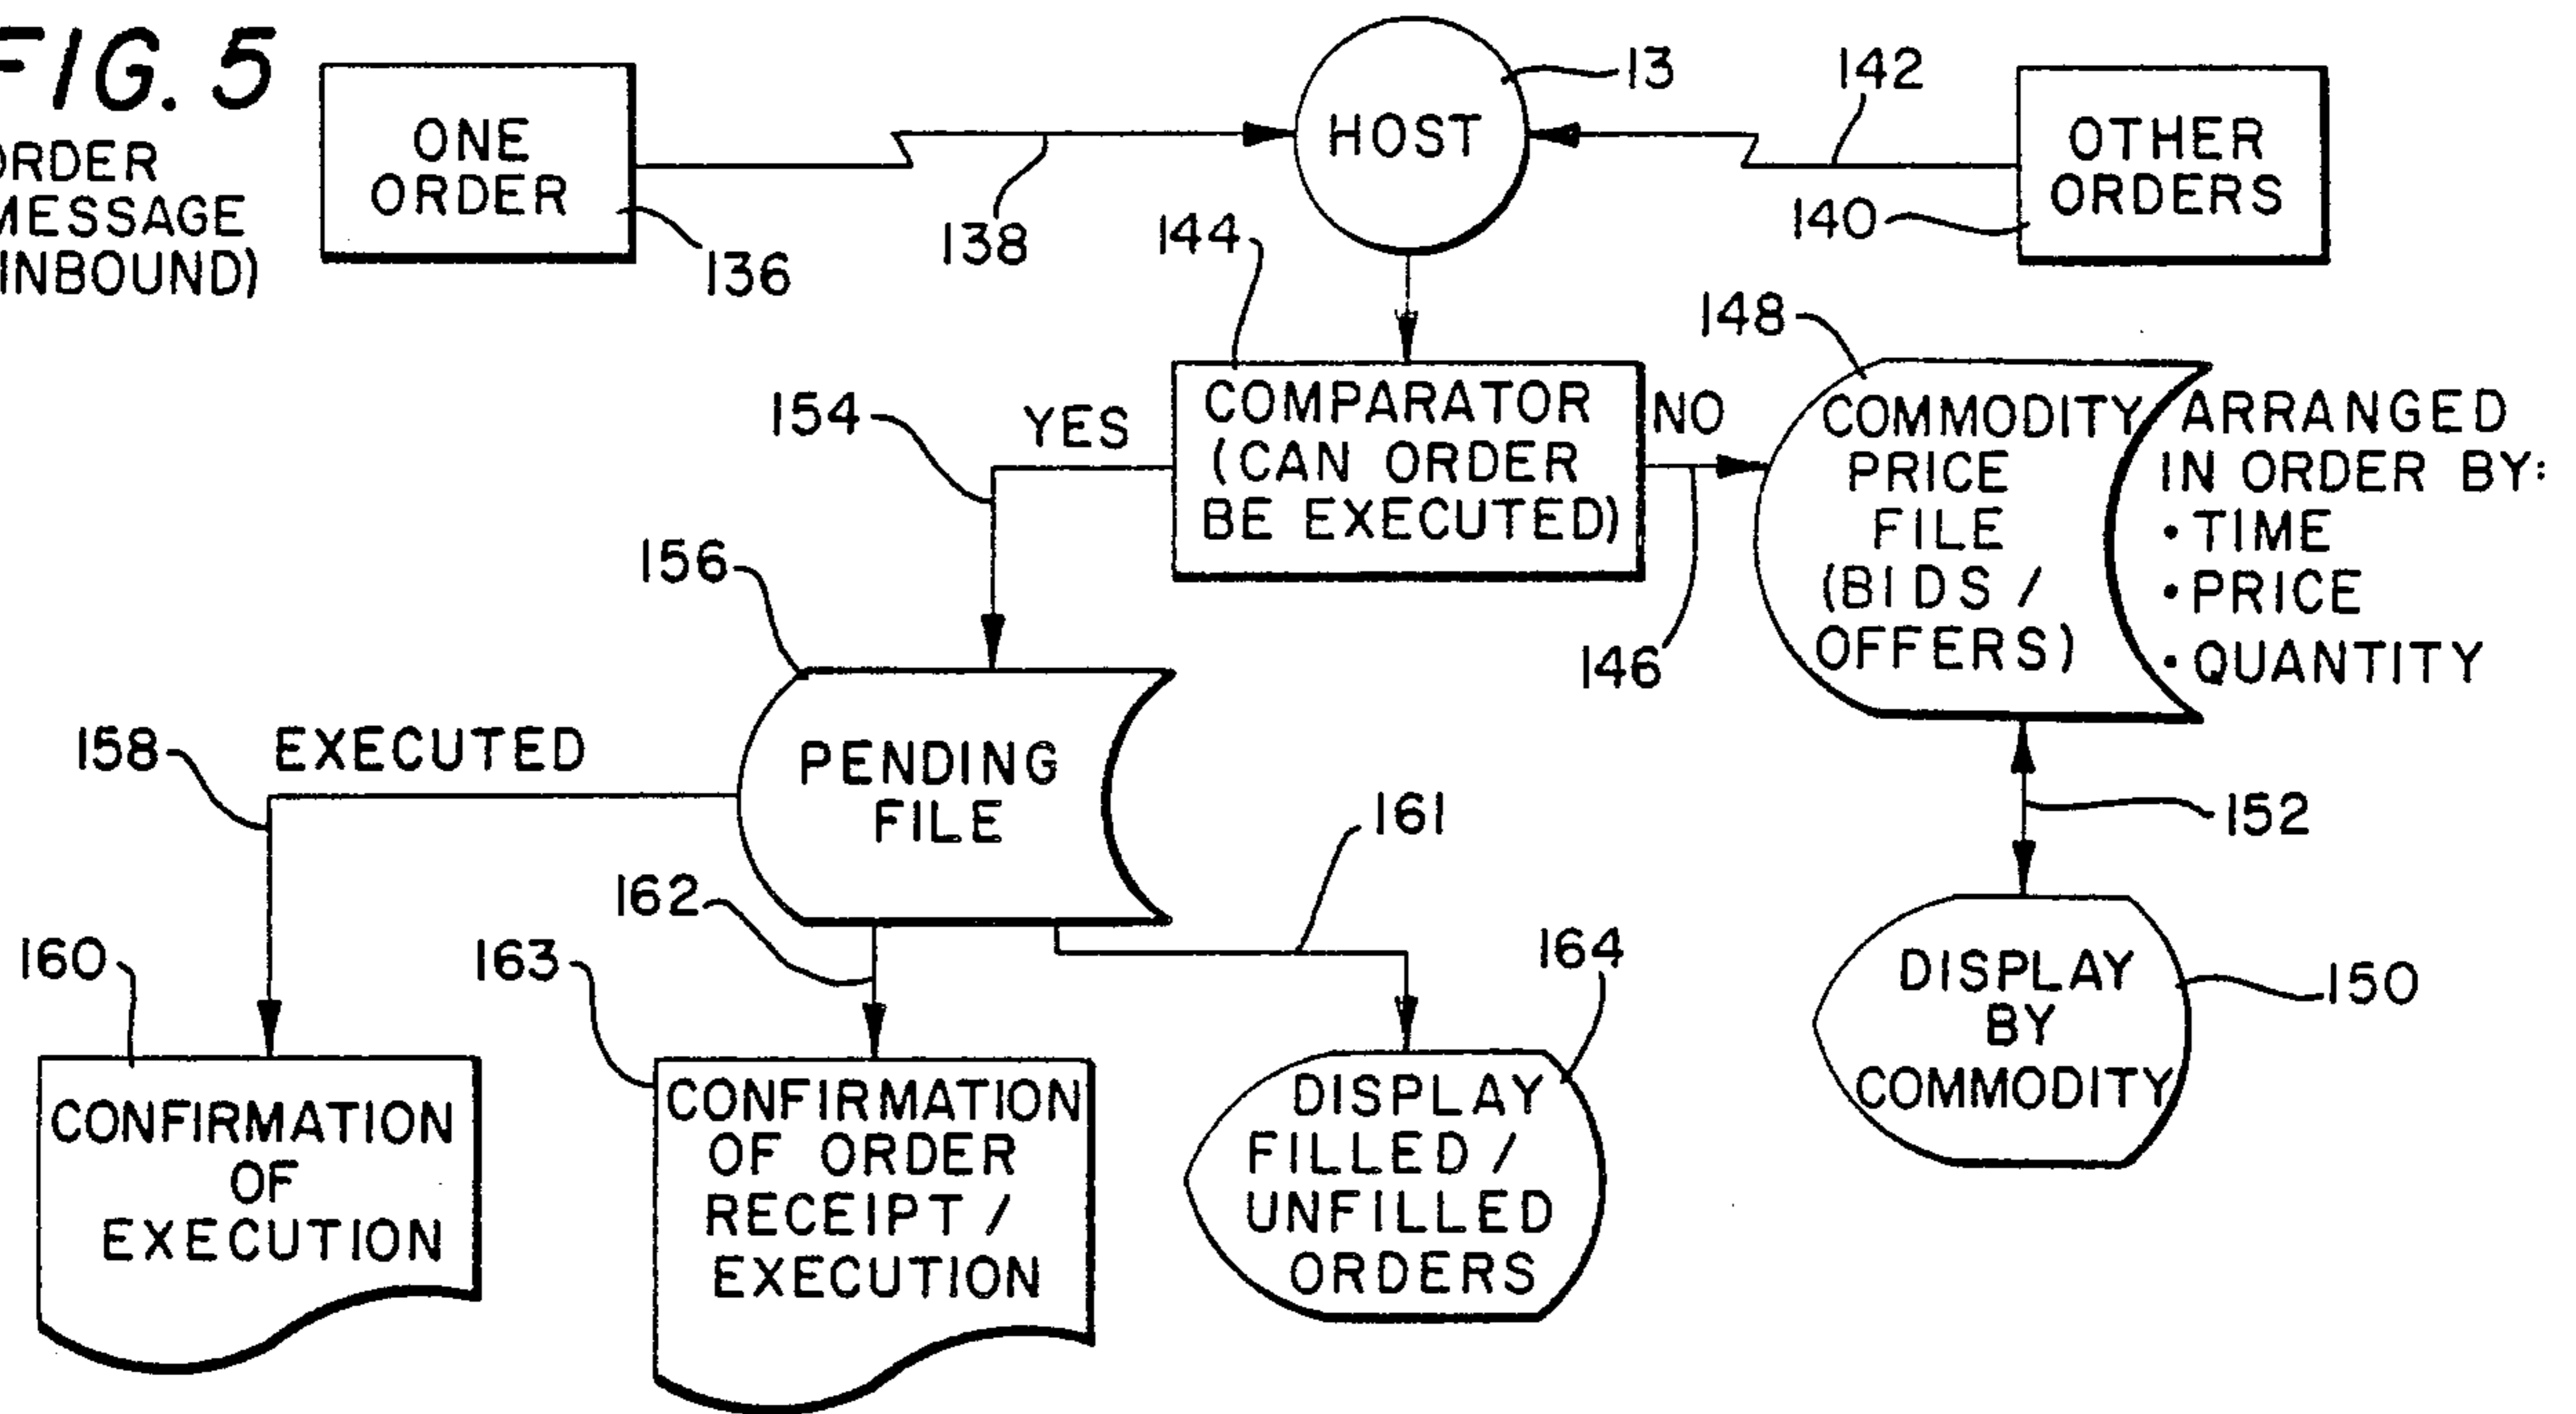 FIG. 5
ORDER
MESSAGE
INBOUND)
ONE
ORDER
136
138
HOST
13
142
OTHER
ORDERS
140
144
COMPARATOR
(CAN ORDER
BE EXECUTED)
YES
154
NO
146
148
COMMODITY
PRICE
FILE
(BIDS /
OFFERS)
ARRANGED
IN ORDER BY:
• TIME
• PRICE
• QUANTITY
156
PENDING
FILE
158
EXECUTED
152
161
162
160
CONFIRMATION
OF
EXECUTION
163
CONFIRMATION
OF ORDER
RECEIPT /
EXECUTION
164
DISPLAY
FILLED /
UNFILLED
ORDERS
DISPLAY
BY
COMMODITY
150